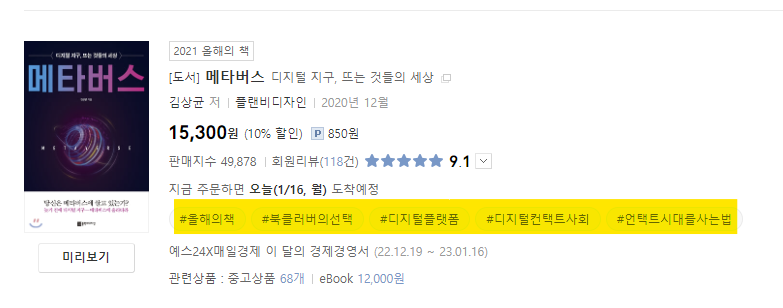 2021 올해의 책
디지털 지구, 뜨는 것들의 세상
메타버스
METAVERSE
당신은 메타버스에 살고 있는가?
미리보기
[도서] 메타버스 디지털 지구, 뜨는 것들의 세상
김상균 저 | 플랜비디자인 | 2020년 12월
15,300원 (10% 할인) P 850원
판매지수 49,878 | 회원리뷰(118건) ★★★★★ 9.1
지금 주문하면 오늘(1/16, 월) 도착예정
#올해의책 #북클러버의선택 #디지털플랫폼 #디지털컨택트사회 #언택트시대를사는법
예스24X매일경제 이 달의 경제경영서 (22.12.19 ~ 23.01.16)
관련상품 : 중고상품 68개 | eBook 12,000원